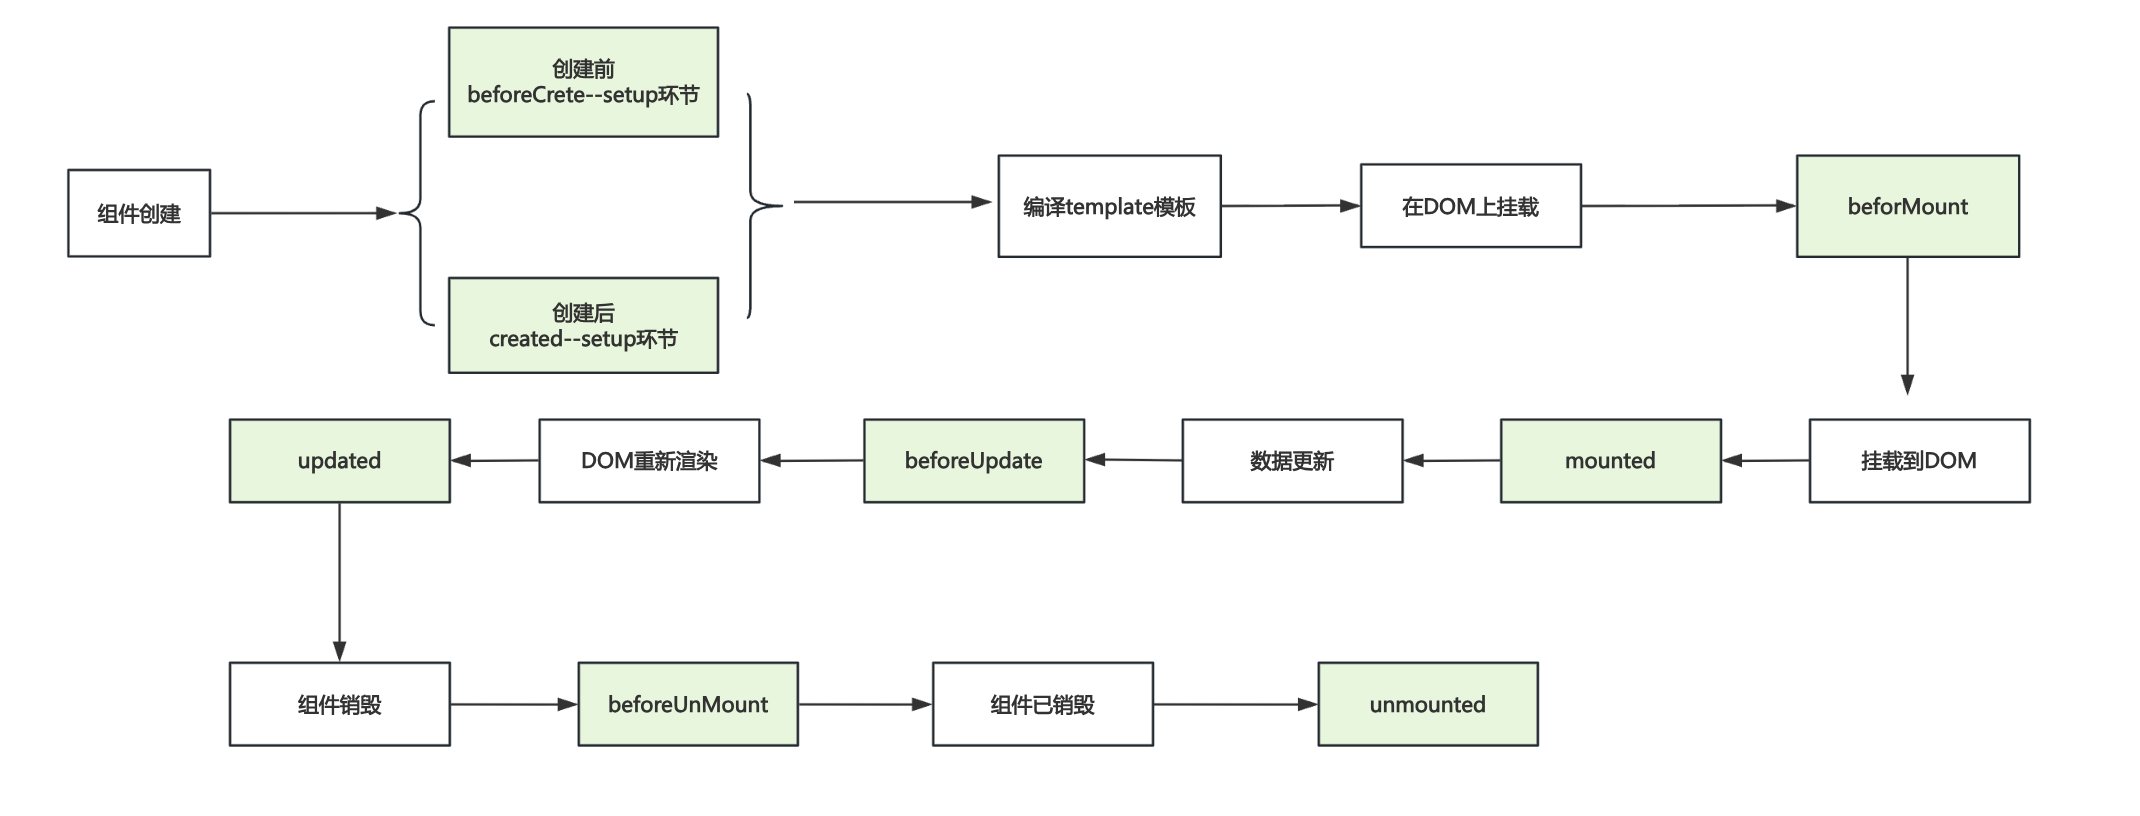 创建前
beforeCrete--setup环节
组件创建
编译template模板
在DOM上挂载
beforMount
创建后
created--setup环节
updated
DOM重新渲染
beforeUpdate
数据更新
mounted
挂载到DOM
组件销毁
beforeUnMount
组件已销毁
unmounted